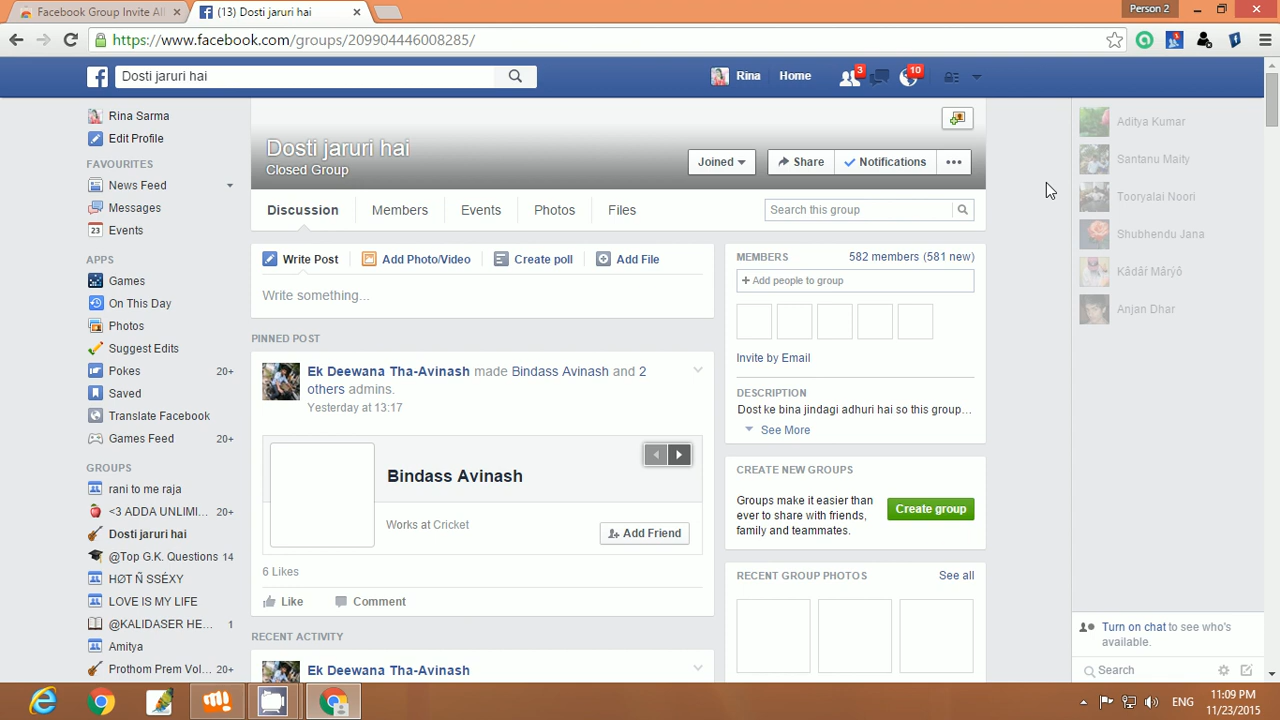 Facebook Group Invite All
(13) Dosti jaruri hai
Person 2
https://www.facebook.com/groups/209904446008285/
Dosti jaruri hai
Rina
Home
3
10
Rina Sarma
Edit Profile
FAVOURITES
News Feed
Messages
23 Events
APPS
Games
On This Day
Photos
Suggest Edits
Pokes 20+
Saved
Translate Facebook
Games Feed 20+
GROUPS
rani to me raja
<3 ADDA UNLIMI... 20+
Dosti jaruri hai
@Top G.K. Questions 14
HØT Ñ SSÉXY
LOVE IS MY LIFE
@KALIDASER HE... 1
Amitya
Prothom Prem Vol... 20+
Dosti jaruri hai
Closed Group
Joined
Share
Notifications
Discussion
Members
Events
Photos
Files
Search this group
Write Post
Add Photo/Video
Create poll
Add File
Write something...
PINNED POST
Ek Deewana Tha-Avinash made Bindass Avinash and 2
others admins.
Yesterday at 13:17
Bindass Avinash
Works at Cricket
Add Friend
6 Likes
Like
Comment
RECENT ACTIVITY
Ek Deewana Tha-Avinash
MEMBERS
582 members (581 new)
+ Add people to group
Invite by Email
DESCRIPTION
Dost ke bina jindagi adhuri hai so this group...
See More
CREATE NEW GROUPS
Groups make it easier than
ever to share with friends,
family and teammates.
Create group
RECENT GROUP PHOTOS
See all
Aditya Kumar
Santanu Maity
Tooryalai Noori
Shubhendu Jana
Kâdâŕ Mârýô
Anjan Dhar
Turn on chat to see who's
available.
Search
ENG
11:09 PM
11/23/2015